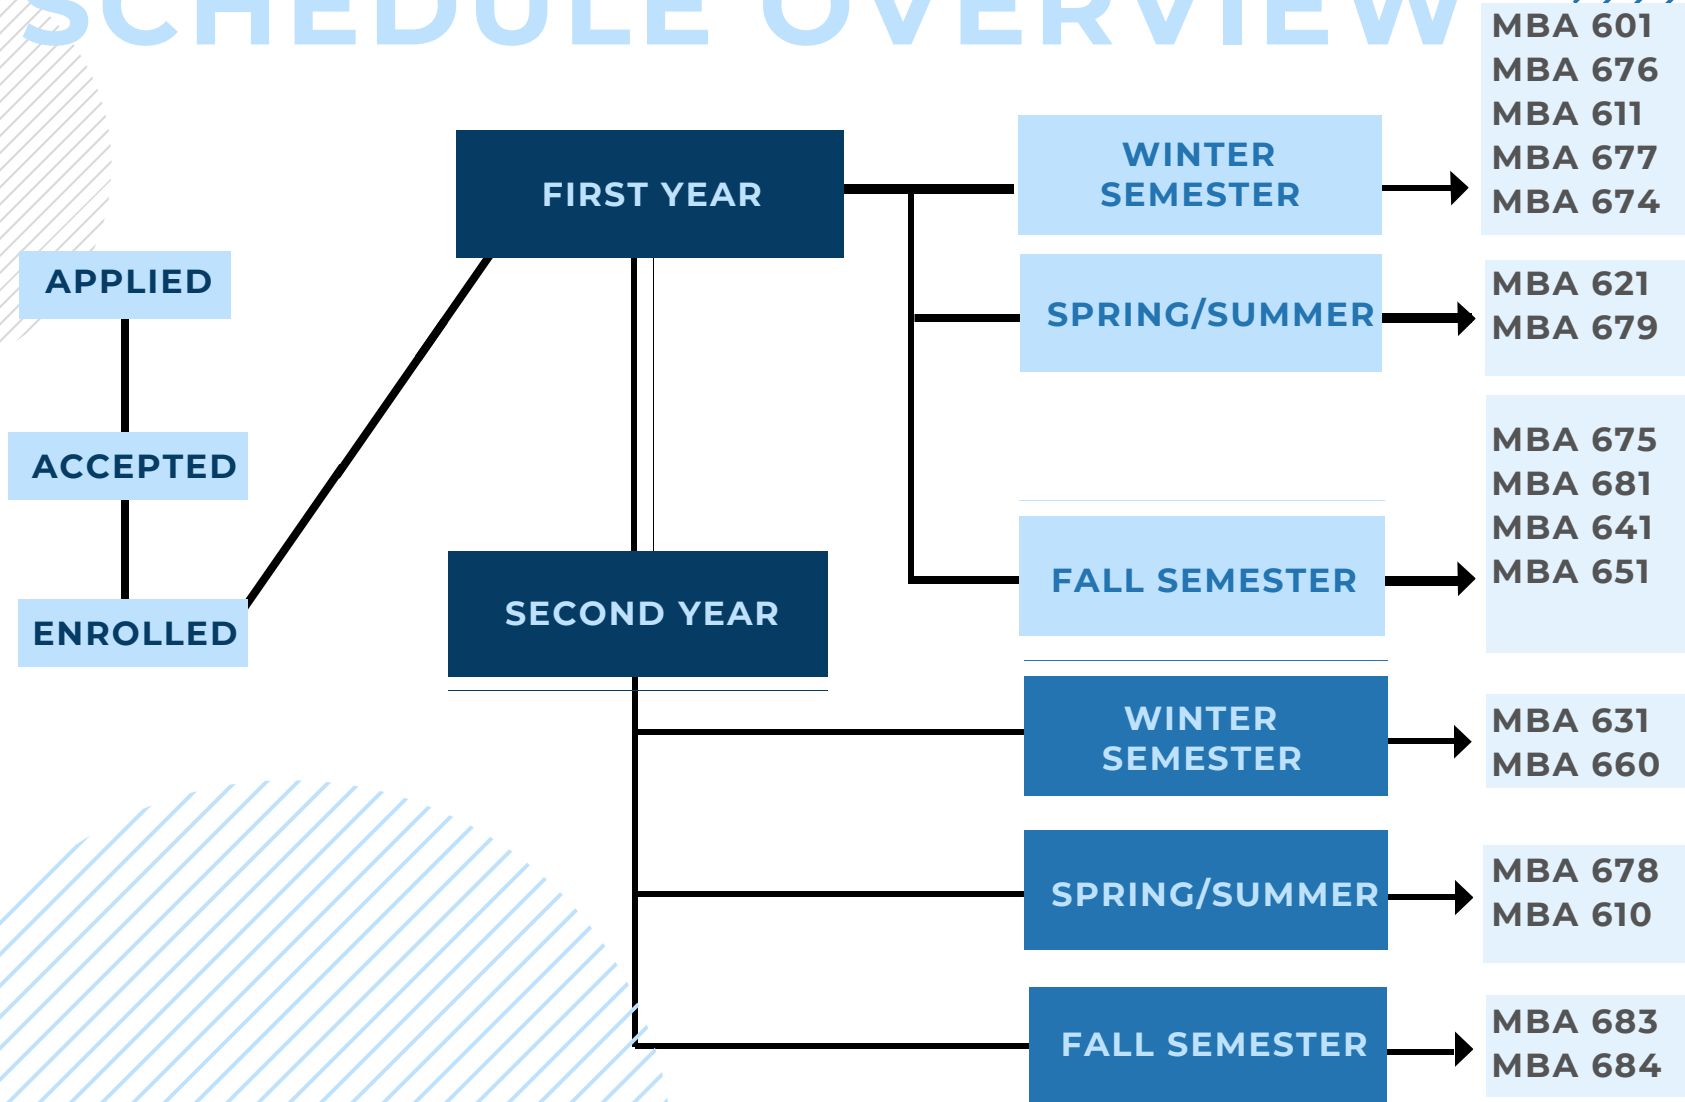 SCHEDULE OVERVIEW
APPLIED
ACCEPTED
ENROLLED
FIRST YEAR
WINTER
SEMESTER
MBA 601
MBA 676
MBA 611
MBA 677
MBA 674
SPRING/SUMMER
MBA 621
MBA 679
FALL SEMESTER
MBA 675
MBA 681
MBA 641
MBA 651
SECOND YEAR
WINTER
SEMESTER
MBA 631
MBA 660
SPRING/SUMMER
MBA 678
MBA 610
FALL SEMESTER
MBA 683
MBA 684